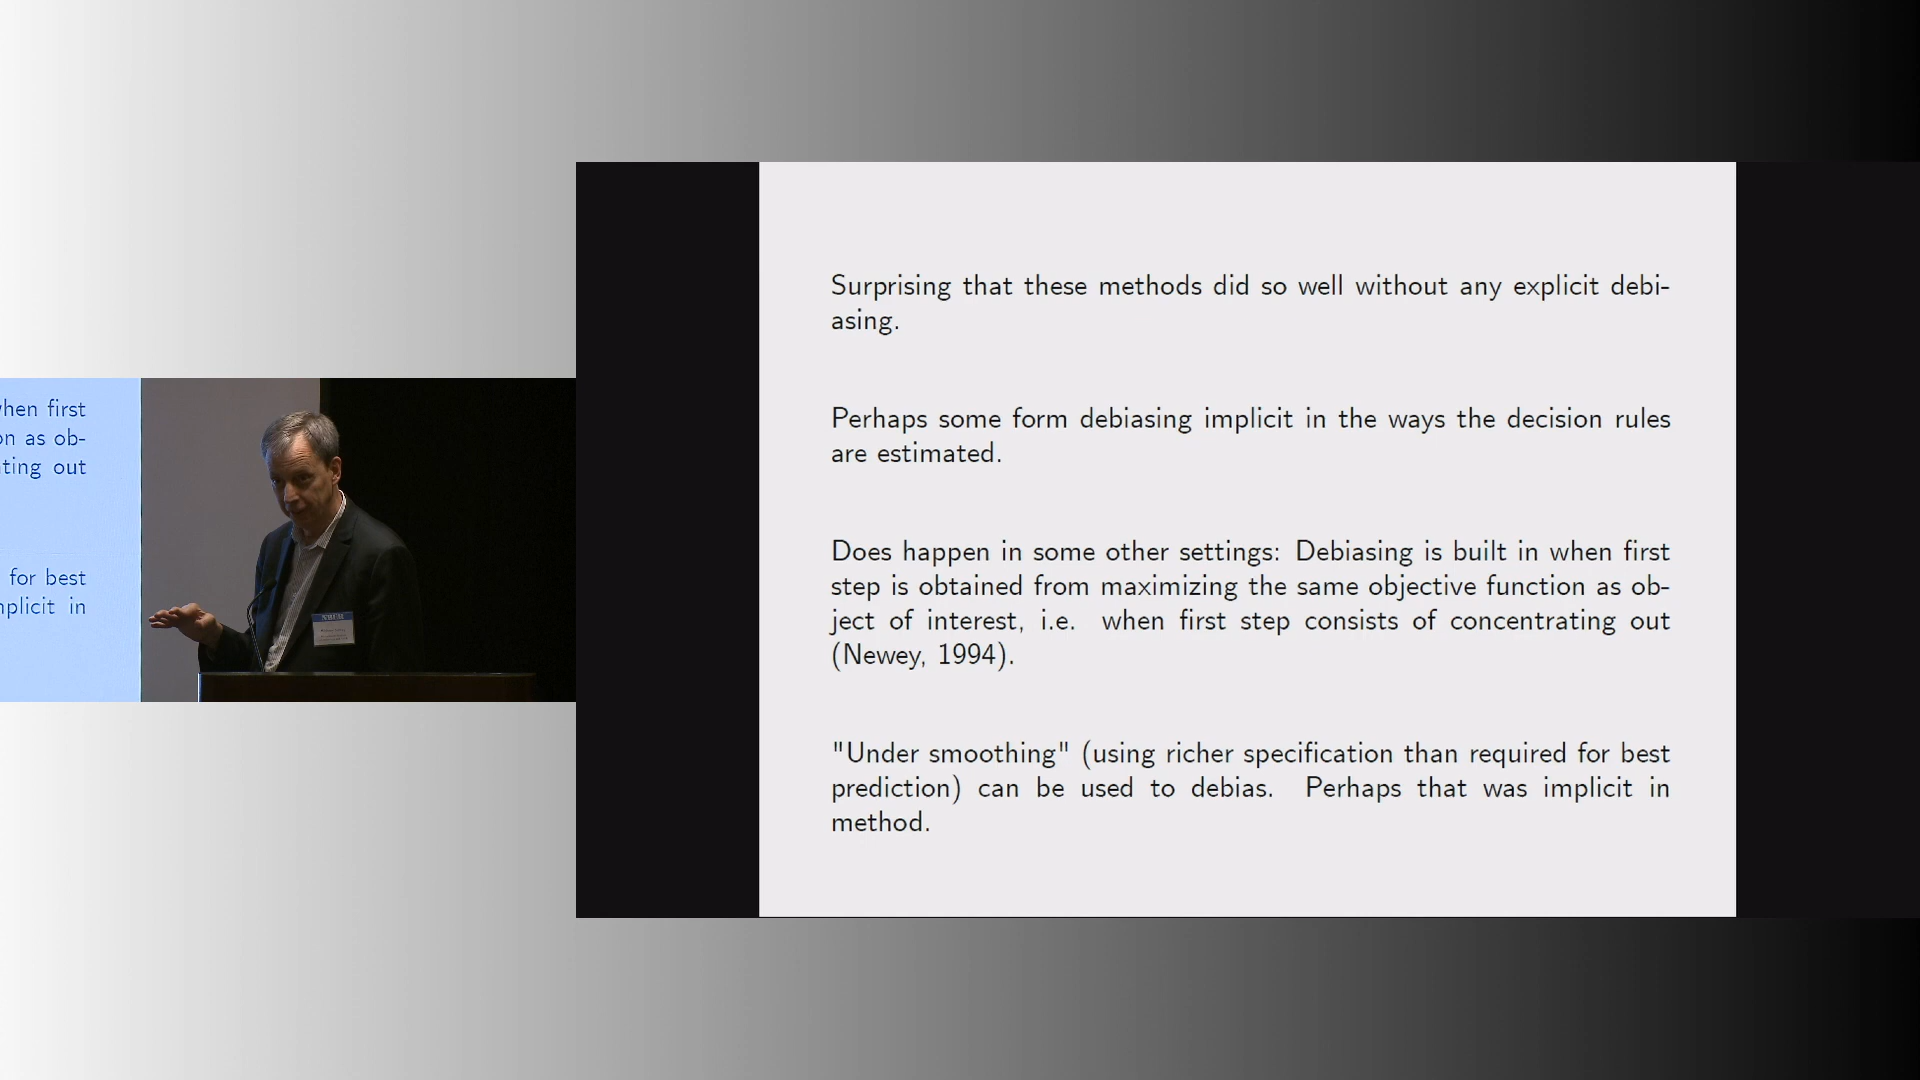 Surprising that these methods did so well without any explicit debi-
asing.
Perhaps some form debiasing implicit in the ways the decision rules
are estimated.
Does happen in some other settings: Debiasing is built in when first
step is obtained from maximizing the same objective function as ob-
ject of interest, i.e. when first step consists of concentrating out
(Newey, 1994).
"Under smoothing" (using richer specification than required for best
prediction) can be used to debias. Perhaps that was implicit in
method.
when first
on as ob-
ating out
for best
mplicit in